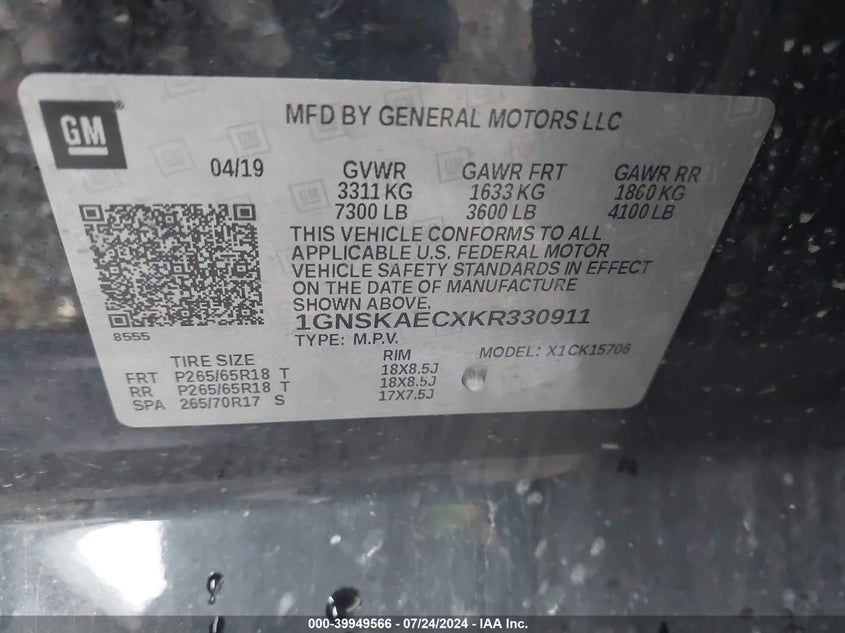 GM ®
MFD BY GENERAL MOTORS LLC
04/19 GVWR GAWR FRT GAWR RR
3311 KG 1633 KG 1860 KG
7300 LB 3600 LB 4100 LB
THIS VEHICLE CONFORMS TO ALL
APPLICABLE U.S. FEDERAL MOTOR
VEHICLE SAFETY STANDARDS IN EFFECT
ON THE DATE OF MANUFACTURE
SHOWN ABOVE.
8555
1GNSKAECXKR330911
TYPE: M.P.V. MODEL: X1CK15706
TIRE SIZE RIM
FRT P265/65R18 T 18X8.5J
RR P265/65R18 T 18X8.5J
SPA 265/70R17 S 17X7.5J
000-39949566 - 07/24/2024 - IAA Inc.